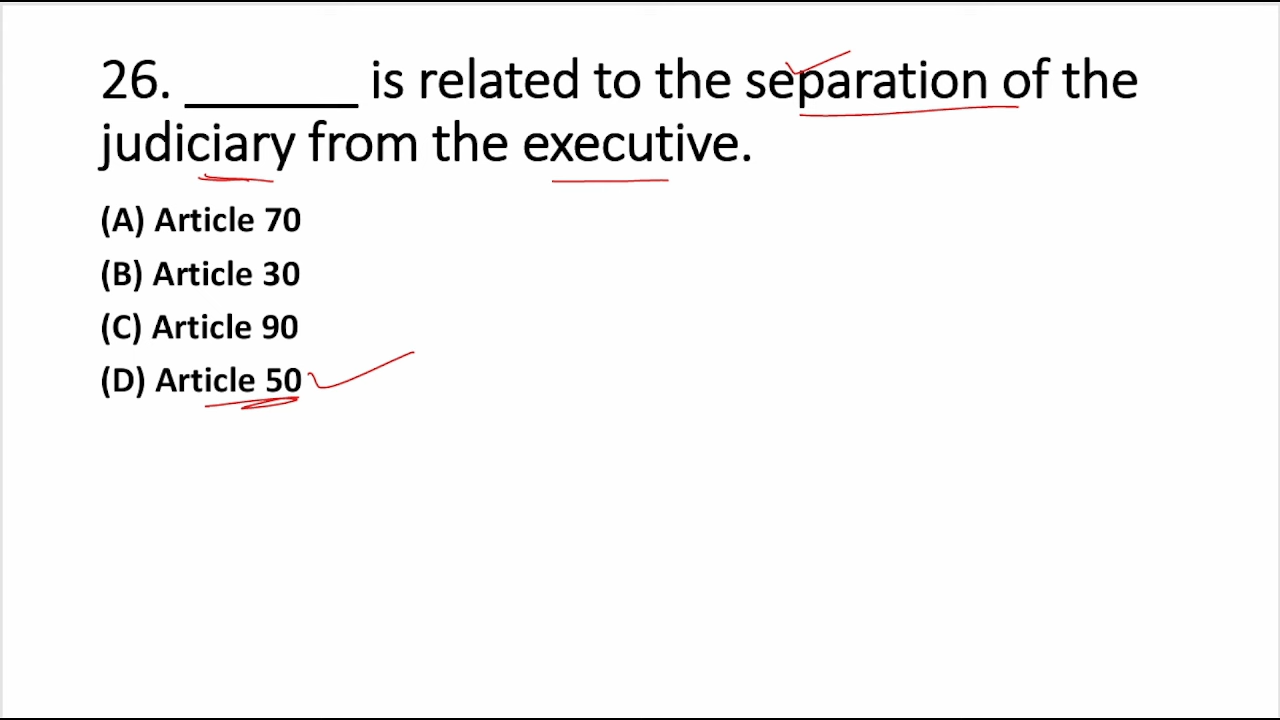 26. _______ is related to the separation of the
judiciary from the executive.
(A) Article 70
(B) Article 30
(C) Article 90
(D) Article 50